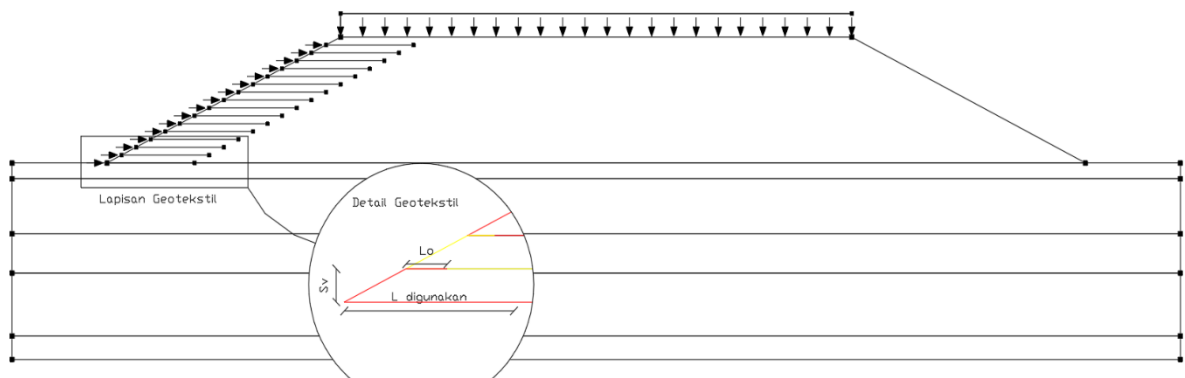 Lapisan Geotekstil
Detail Geotekstil
Lo
Sv
L digunakan